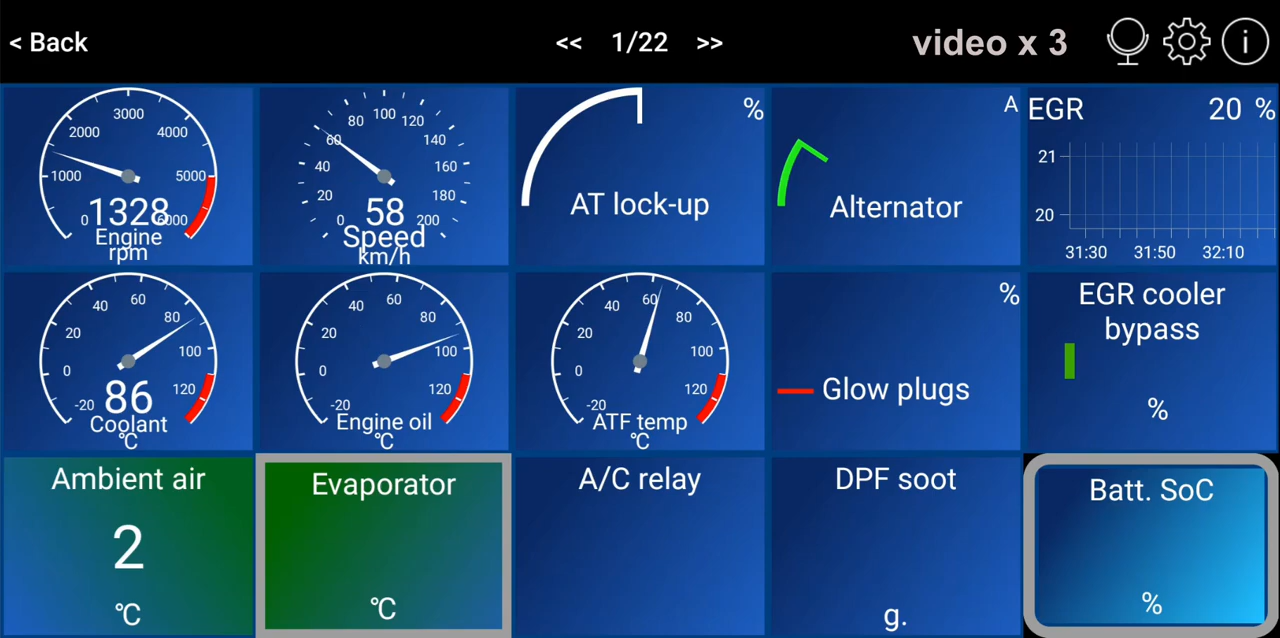 < Back
<< 1/22 >>
video x 3
i
3000
2000 4000
1000 5000
0 6000
1328
Engine
rpm
80 100 120
60 140
40 160
20 180
0 200
58
Speed
km/h
%
AT lock-up
A
Alternator
EGR 20 %
21
20
31:30 31:50 32:10
60
40 80
20 100
0 120
-20
86
Coolant
°C
60
40 80
20 100
0 120
-20
Engine oil
°C
60
40 80
20 100
0 120
-20
ATF temp
°C
%
Glow plugs
EGR cooler
bypass
%
Ambient air
2
°C
Evaporator
°C
A/C relay
DPF soot
g.
Batt. SoC
%